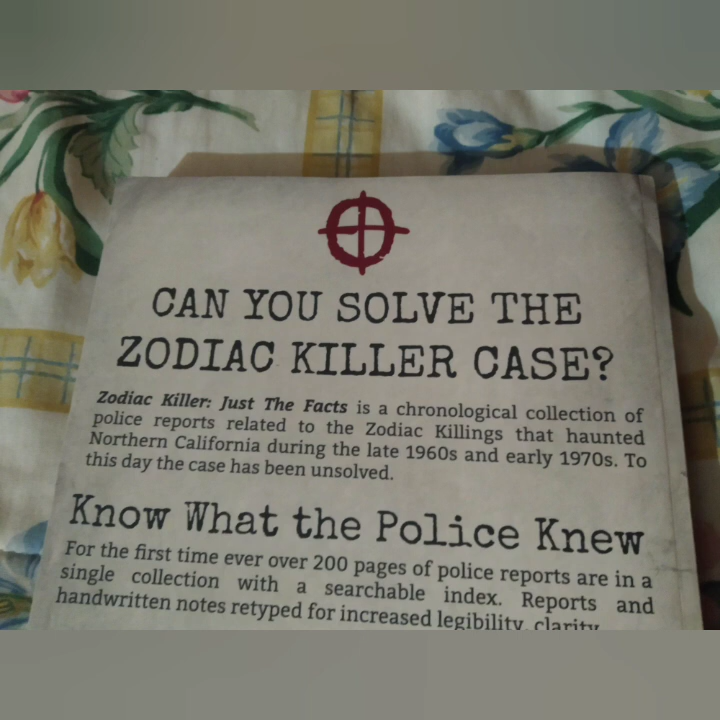 CAN YOU SOLVE THE
ZODIAC KILLER CASE?
Zodiac Killer: Just The Facts is a chronological collection of
police reports related to the Zodiac Killings that haunted
Northern California during the late 1960s and early 1970s. To
this day the case has been unsolved.
Know What the Police Knew
For the first time ever over 200 pages of police reports are in a
single collection with a searchable index. Reports and
handwritten notes retyped for increased legibility, clarity